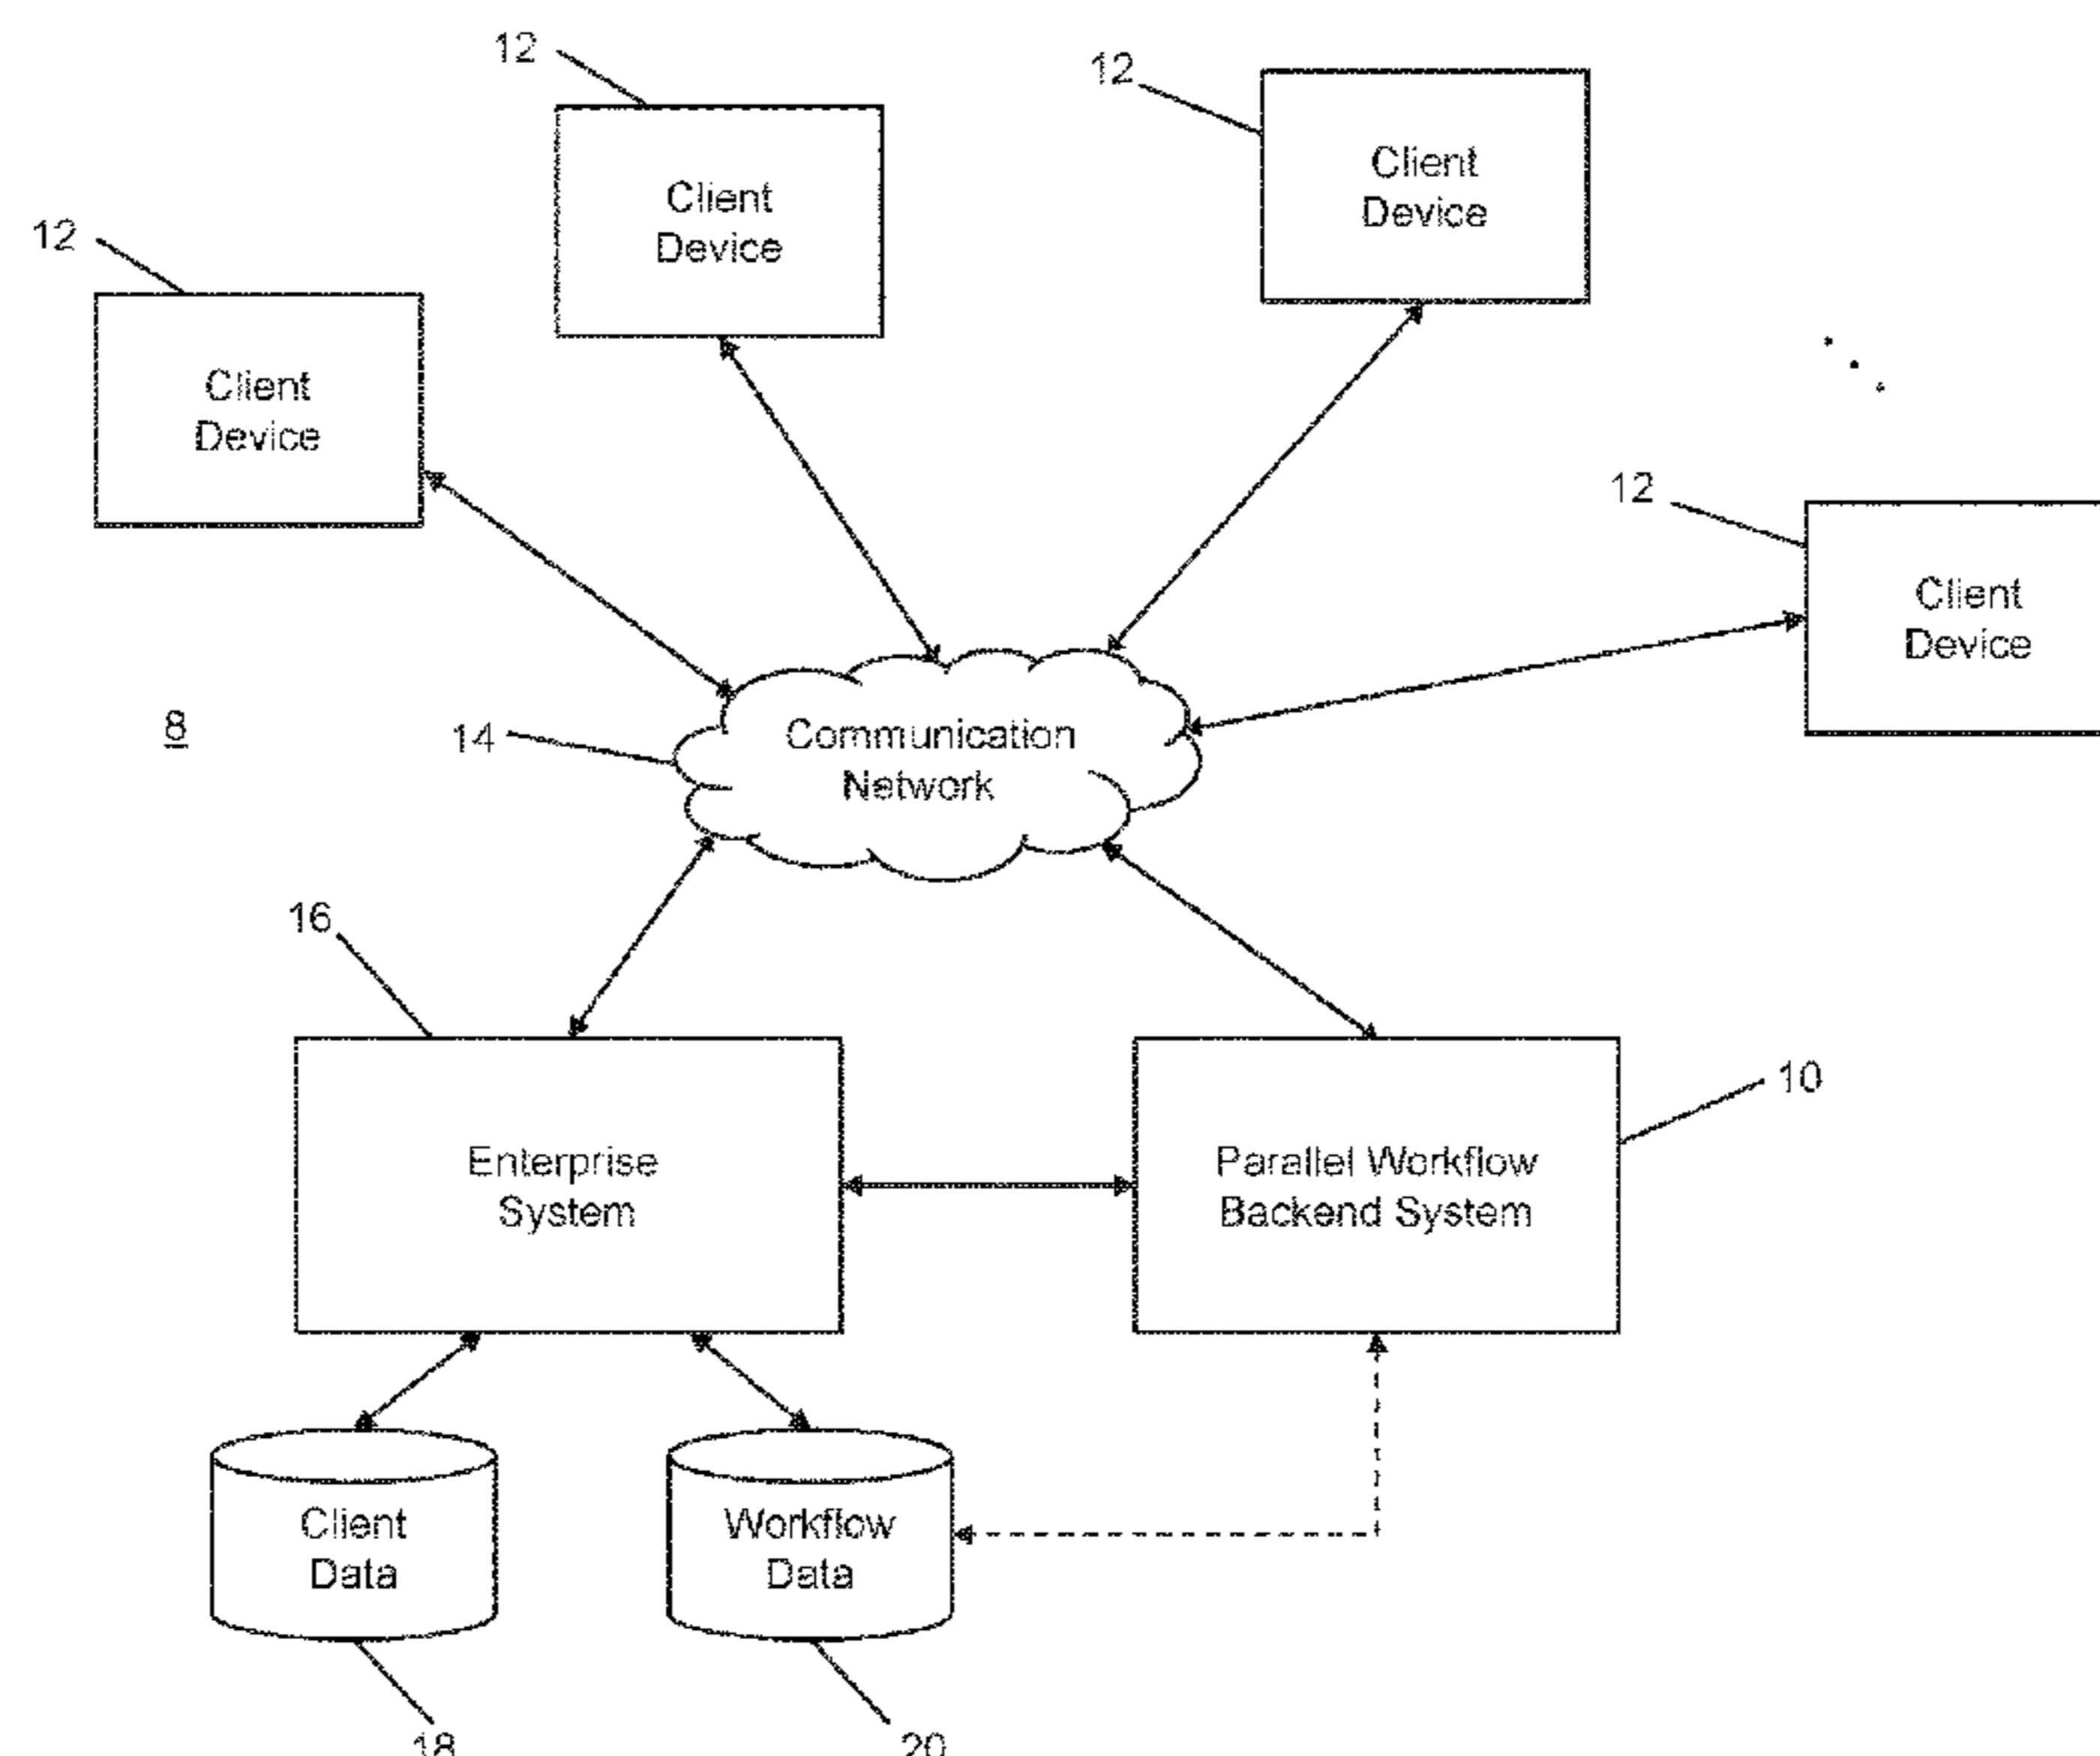 12
12
Client
Device
Client
Device
12
Client
Device
12
Client
Device
8
14
Communication
Network
16
10
Enterprise
System
Parallel Workflow
Backend System
Client
Data
Workflow
Data
18
20